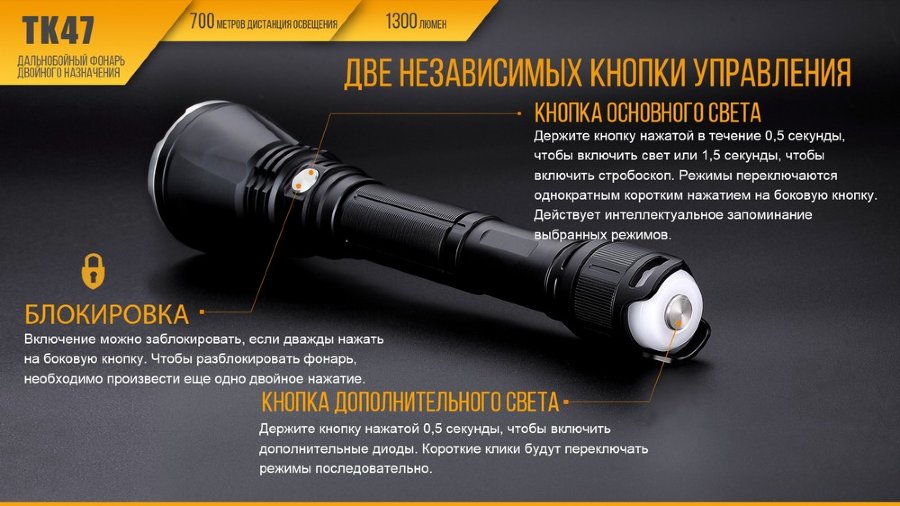 TK47
ДАЛЬНОБОЙНЫЙ ФОНАРЬ
ДВОЙНОГО НАЗНАЧЕНИЯ
700 МЕТРОВ ДИСТАНЦИЯ ОСВЕЩЕНИЯ
1300 ЛЮМЕН
ДВЕ НЕЗАВИСИМЫХ КНОПКИ УПРАВЛЕНИЯ
КНОПКА ОСНОВНОГО СВЕТА
Держите кнопку нажатой в течение 0,5 секунды,
чтобы включить свет или 1,5 секунды, чтобы
включить стробоскоп. Режимы переключаются
однократным коротким нажатием на боковую кнопку.
Действует интеллектуальное запоминание
выбранных режимов.
БЛОКИРОВКА
Включение можно заблокировать, если дважды нажать
на боковую кнопку. Чтобы разблокировать фонарь,
необходимо произвести еще одно двойное нажатие.
КНОПКА ДОПОЛНИТЕЛЬНОГО СВЕТА
Держите кнопку нажатой 0,5 секунды, чтобы включить
дополнительные диоды. Короткие клики будут переключать
режимы последовательно.